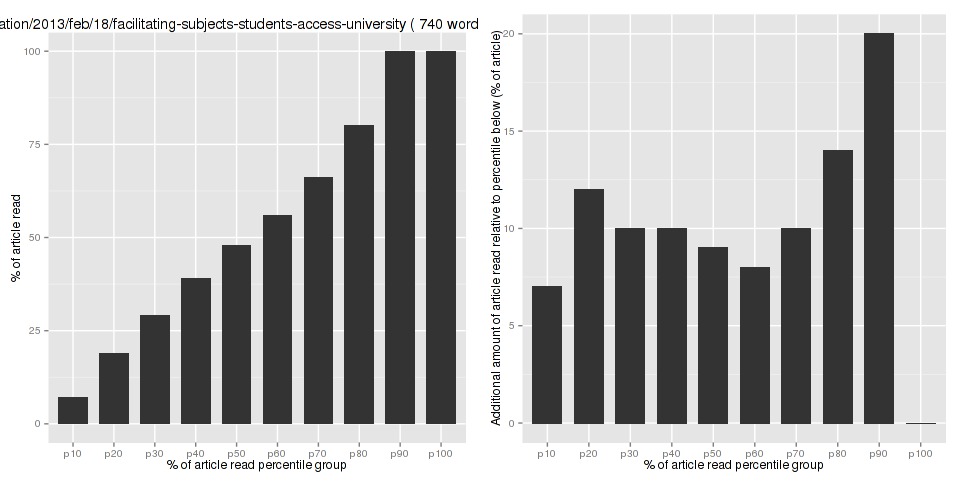 ation/2013/feb/18/facilitating-subjects-students-access-university ( 740 word
100
75
50
25
0
% of article read
p10 p20 p30 p40 p50 p60 p70 p80 p90 p100
% of article read percentile group
20
15
10
5
0
Additional amount of article read relative to percentile below (% of article)
p10 p20 p30 p40 p50 p60 p70 p80 p90 p100
% of article read percentile group